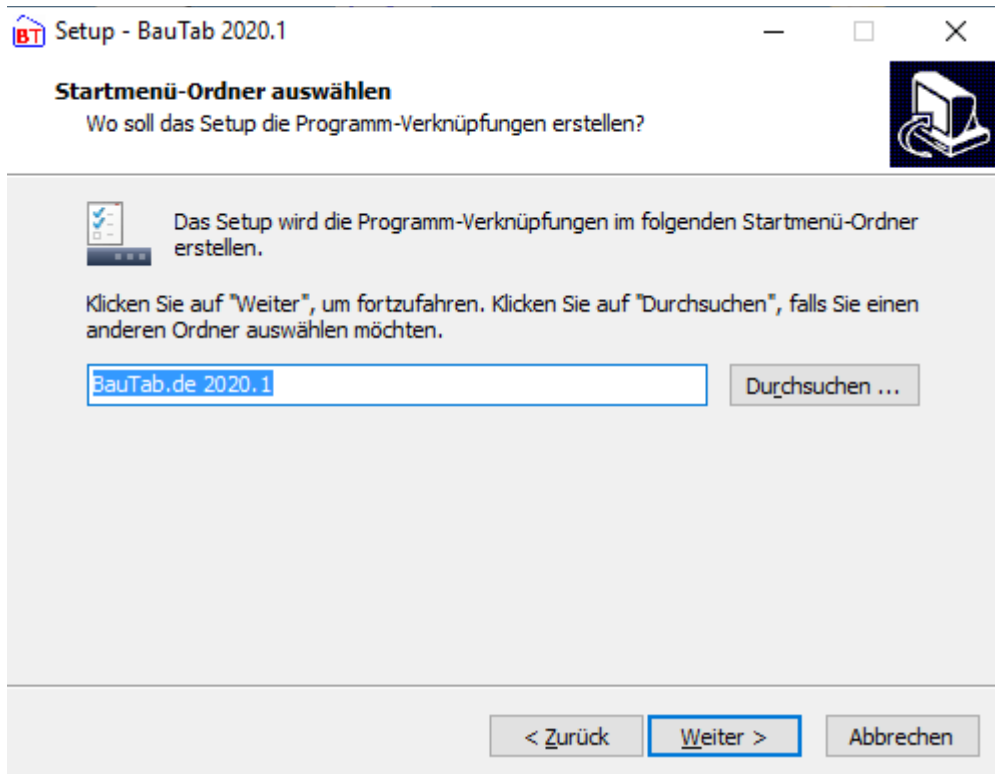 BT Setup - BauTab 2020.1
Startmenü-Ordner auswählen
Wo soll das Setup die Programm-Verknüpfungen erstellen?
Das Setup wird die Programm-Verknüpfungen im folgenden Startmenü-Ordner
erstellen.
Klicken Sie auf "Weiter", um fortzufahren. Klicken Sie auf "Durchsuchen", falls Sie einen
anderen Ordner auswählen möchten.
BauTab.de 2020.1
Durchsuchen ...
< Zurück
Weiter >
Abbrechen